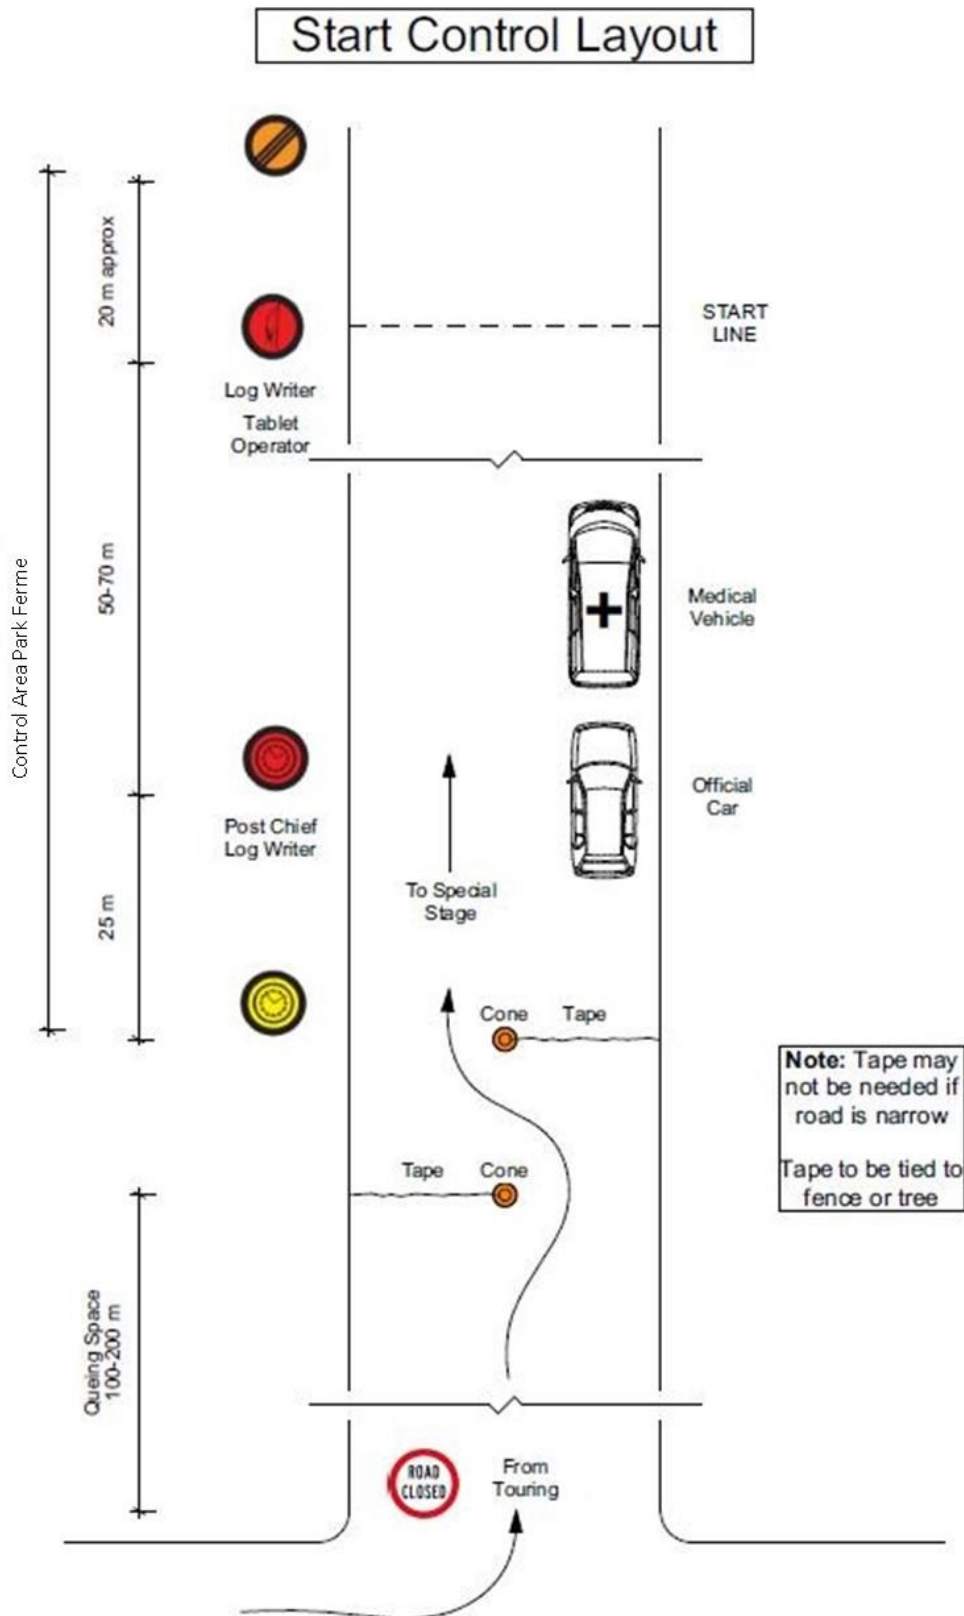 Start Control Layout
20 m approx
START
LINE
Log Writer
Tablet
Operator
Control Area Park Ferme
50-70 m
Medical
Vehicle
Official
Car
Post Chief
Log Writer
To Special
Stage
25 m
Cone Tape
Note: Tape may
not be needed if
road is narrow
Tape to be tied to
fence or tree
Tape Cone
Queing Space
100-200 m
ROAD
CLOSED
From
Touring